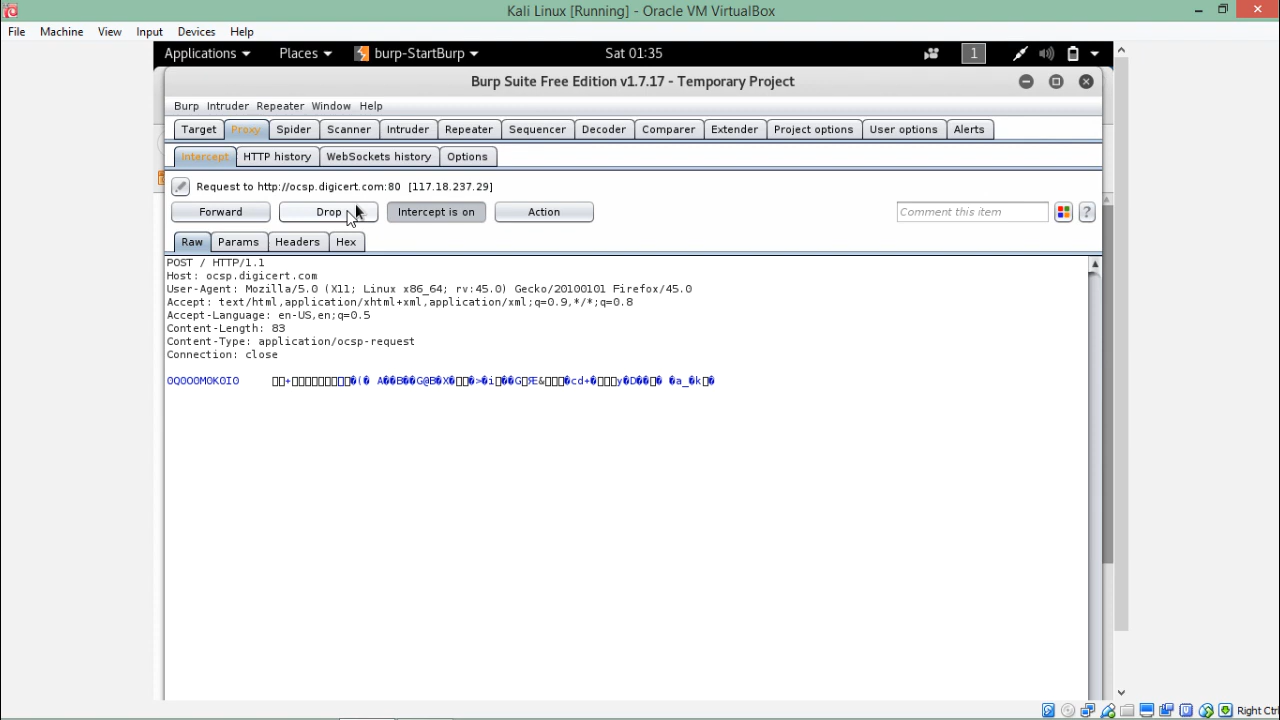 Kali Linux [Running] - Oracle VM VirtualBox
File Machine View Input Devices Help
Applications Places burp-StartBurp Sat 01:35 1
Burp Suite Free Edition v1.7.17 - Temporary Project
Burp Intruder Repeater Window Help
Target Proxy Spider Scanner Intruder Repeater Sequencer Decoder Comparer Extender Project options User options Alerts
Intercept HTTP history WebSockets history Options
Request to http://ocsp.digicert.com:80 [117.18.237.29]
Forward Drop Intercept is on Action Comment this item ?
Raw Params Headers Hex
POST / HTTP/1.1
Host: ocsp.digicert.com
User-Agent: Mozilla/5.0 (X11; Linux x86_64; rv:45.0) Gecko/20100101 Firefox/45.0
Accept: text/html,application/xhtml+xml,application/xml;q=0.9,*/*;q=0.8
Accept-Language: en-US,en;q=0.5
Content-Length: 83
Content-Type: application/ocsp-request
Connection: close
Right Ctrl